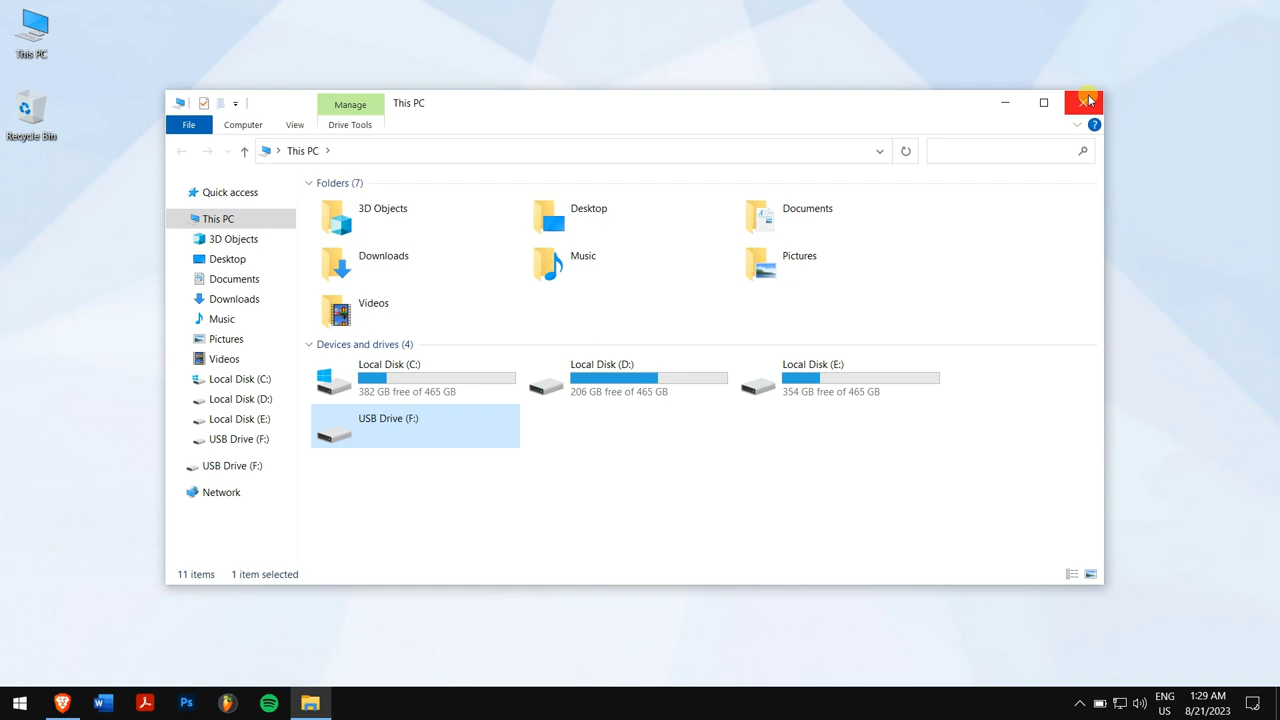 This PC
Recycle Bin
Manage
This PC
File
Computer
View
Drive Tools
This PC
Quick access
This PC
3D Objects
Desktop
Documents
Downloads
Music
Pictures
Videos
Local Disk (C:)
Local Disk (D:)
Local Disk (E:)
USB Drive (F:)
USB Drive (F:)
Network
Folders (7)
3D Objects
Desktop
Documents
Downloads
Music
Pictures
Videos
Devices and drives (4)
Local Disk (C:)
382 GB free of 465 GB
Local Disk (D:)
206 GB free of 465 GB
Local Disk (E:)
354 GB free of 465 GB
USB Drive (F:)
11 items
1 item selected
Ps
ENG
US
1:29 AM
8/21/2023